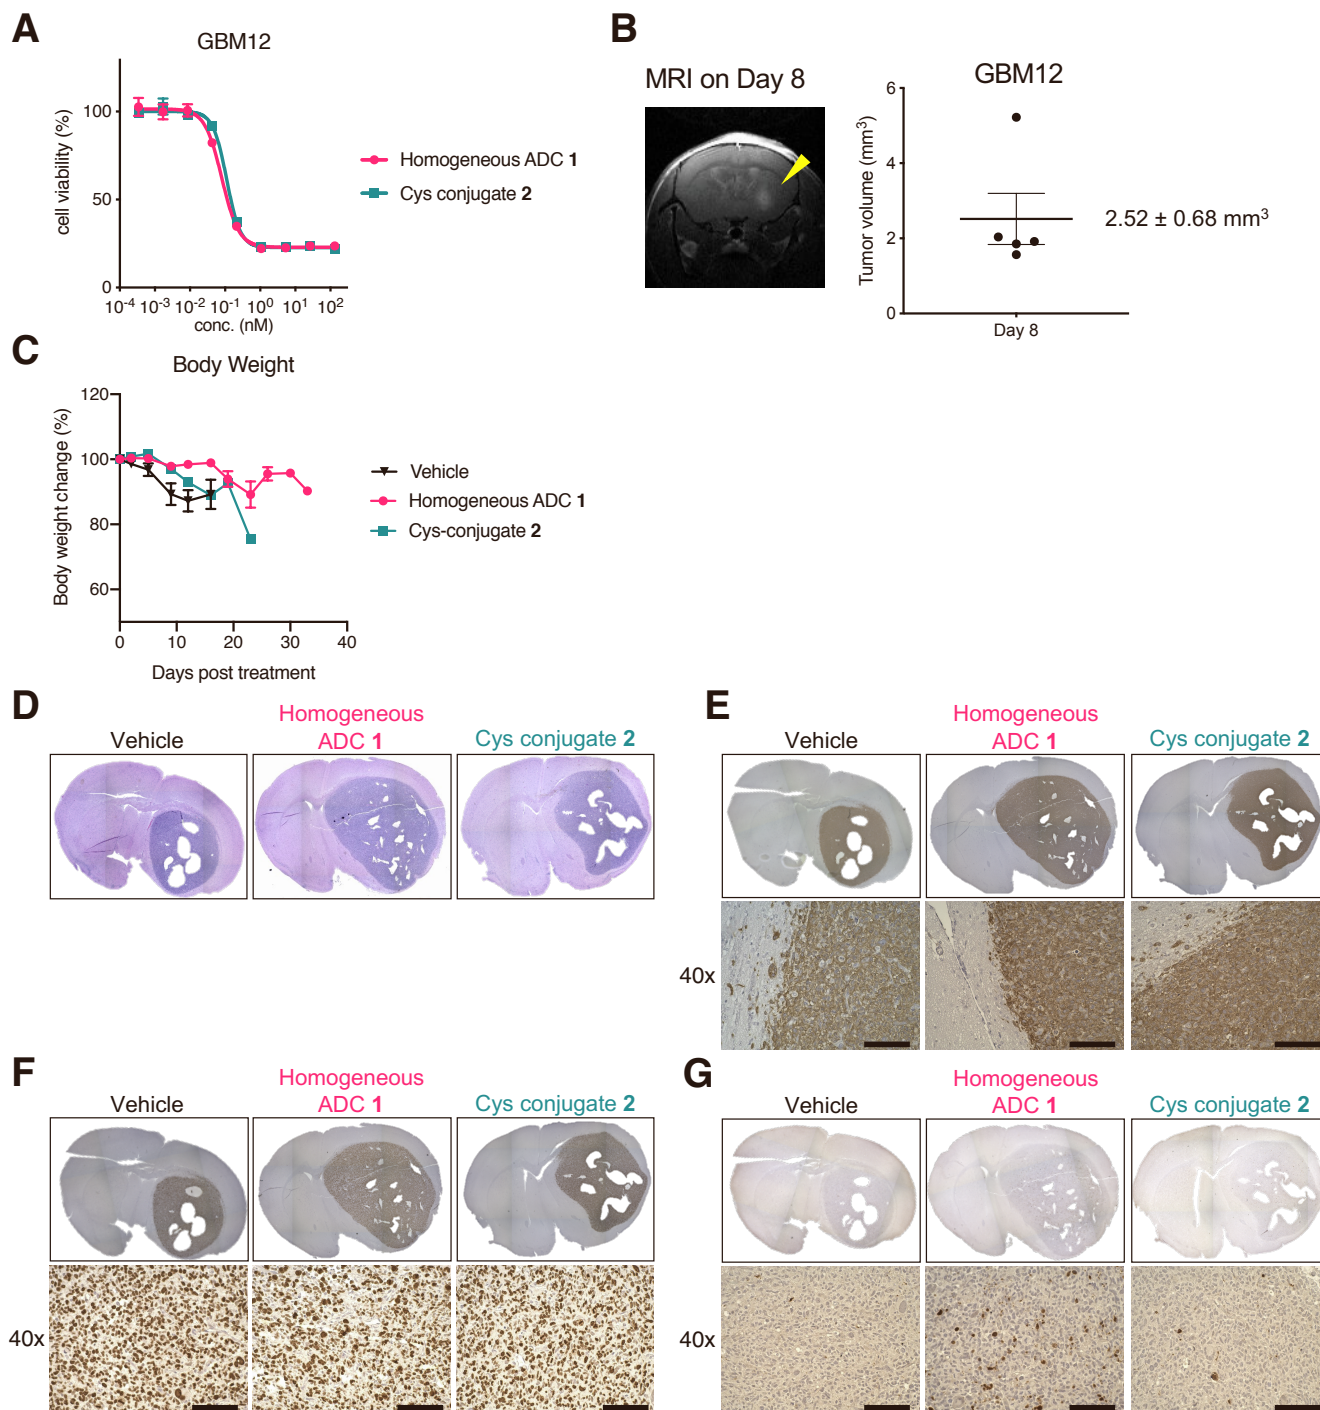 A
GBM12
cell viability (%)
100
50
0
10-4 10-3 10-2 10-1 100 101 102
conc. (nM)
Homogeneous ADC 1
Cys conjugate 2
B
MRI on Day 8
GBM12
Tumor volume (mm3)
6
4
2
0
Day 8
2.52 ± 0.68 mm3
C
Body Weight
Body weight change (%)
120
100
80
60
0 10 20 30 40
Days post treatment
Vehicle
Homogeneous ADC 1
Cys-conjugate 2
D
Vehicle
Homogeneous
ADC 1
Cys conjugate 2
E
Vehicle
Homogeneous
ADC 1
Cys conjugate 2
40x
F
Vehicle
Homogeneous
ADC 1
Cys conjugate 2
40x
G
Vehicle
Homogeneous
ADC 1
Cys conjugate 2
40x